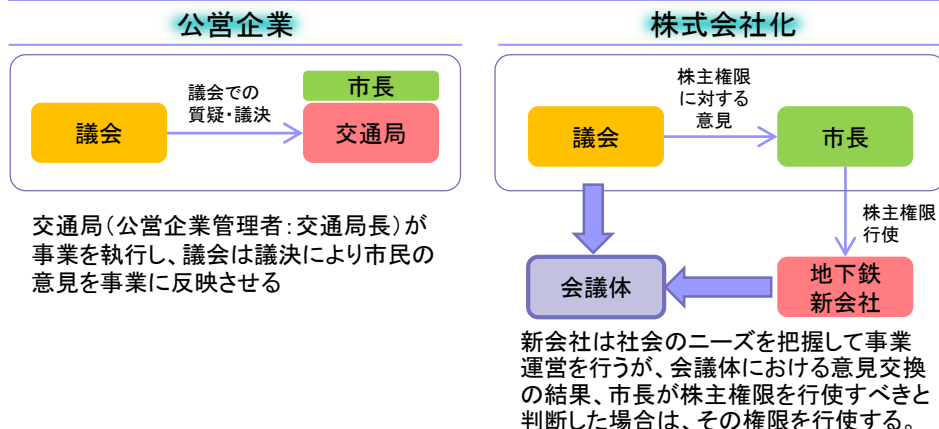 公営企業
議会
議会での
質疑・議決
市長
交通局
交通局(公営企業管理者:交通局長)が
事業を執行し、議会は議決により市民の
意見を事業に反映させる
株式会社化
議会
株主権限
に対する
意見
市長
株主権限
行使
会議体
地下鉄
新会社
新会社は社会のニーズを把握して事業
運営を行うが、会議体における意見交換
の結果、市長が株主権限を行使すべきと
判断した場合は、その権限を行使する。